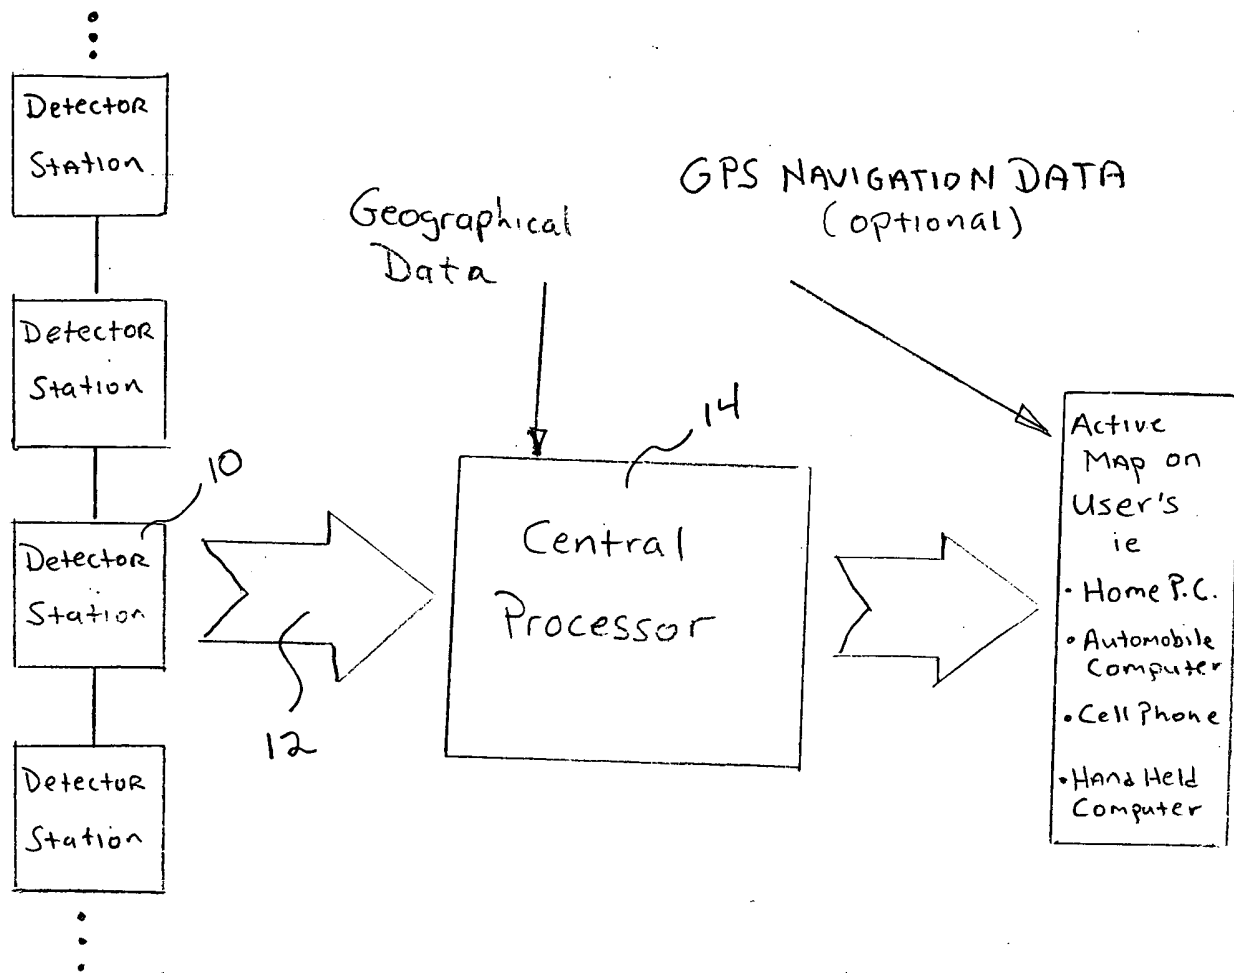 Detector
Station
Detector
Station
10
Detector
Station
Detector
Station
12
Geographical
Data
GPS NAVIGATION DATA
(optional)
14
Central
Processor
Active
Map on
User's
ie
• Home P.C.
• Automobile
Computer
• Cell Phone
• Hand Held
Computer